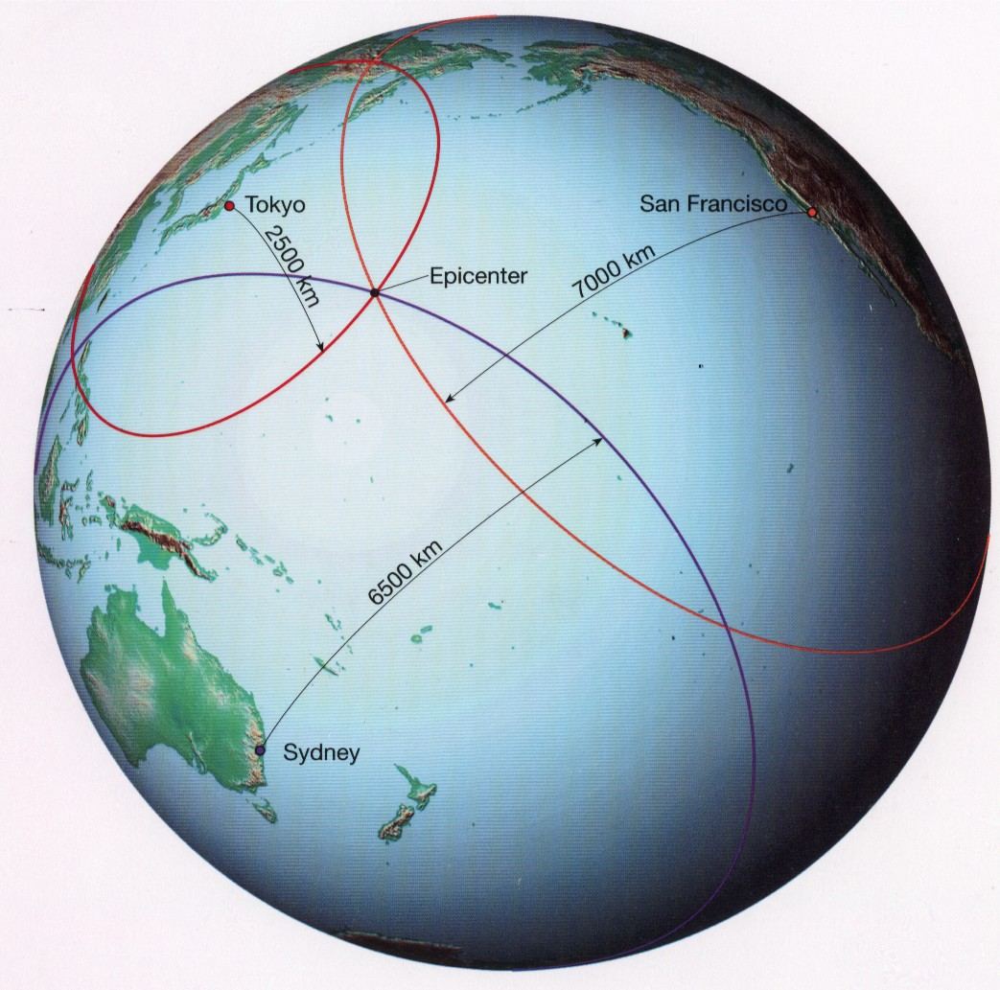 Tokyo
San Francisco
2500 km
7000 km
Epicenter
6500 km
Sydney